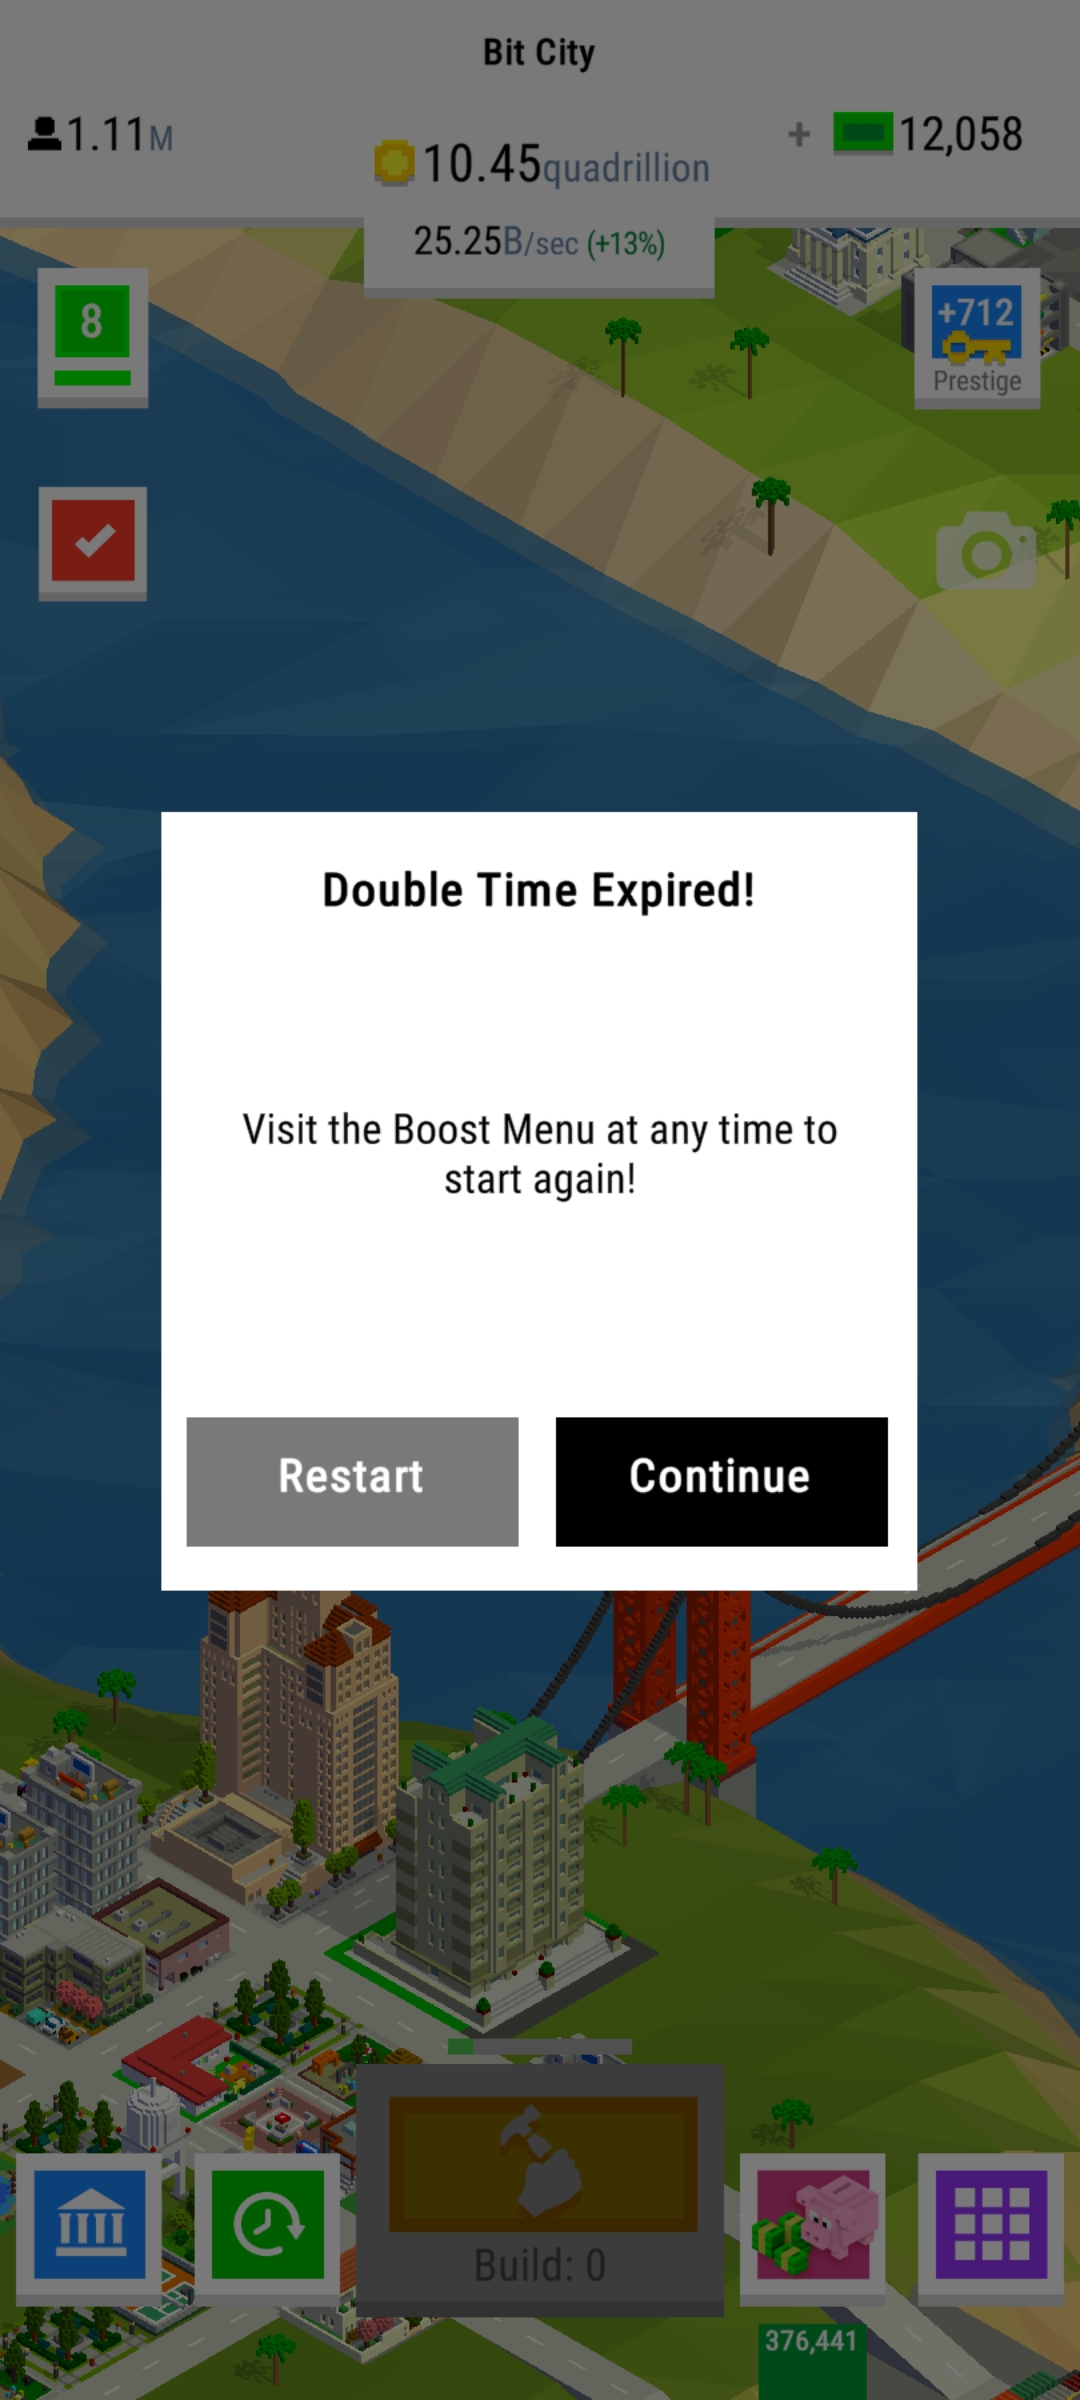 Bit City
1.11M
10.45quadrillion
+ 12,058
25.25B/sec (+13%)
8
+712
Prestige
Double Time Expired!
Visit the Boost Menu at any time to
start again!
Restart
Continue
Build: 0
376,441